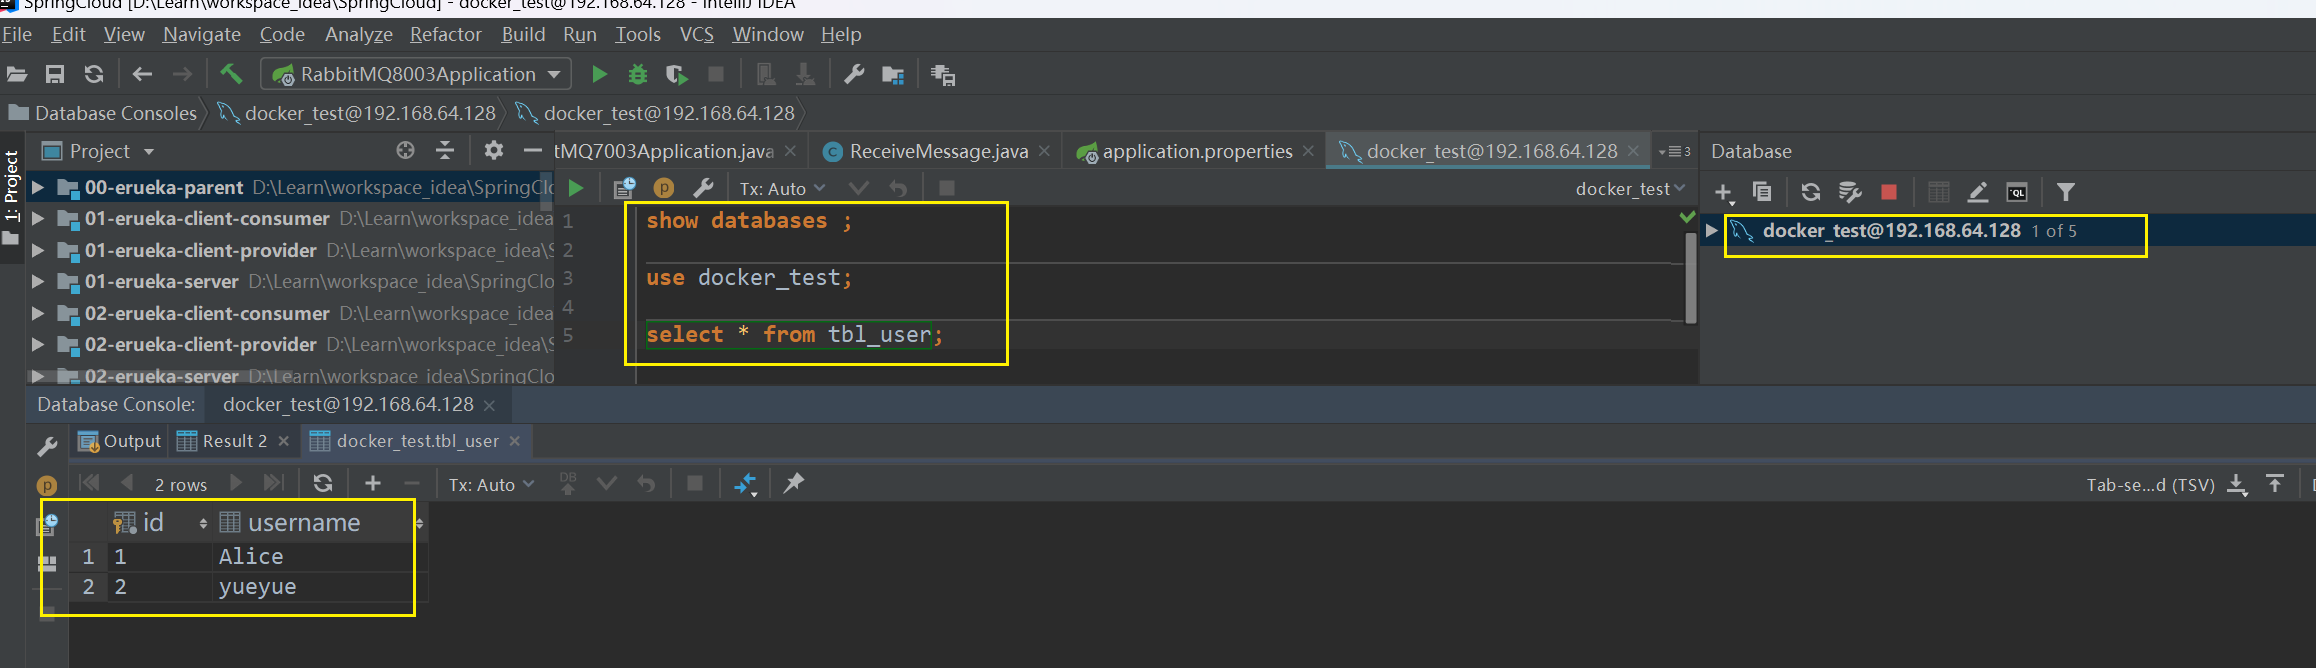 SpringCloud [D:\Learn\workspace_idea\SpringCloud] - docker_test@192.168.64.128 - IntelliJ IDEA
File Edit View Navigate Code Analyze Refactor Build Run Tools VCS Window Help
RabbitMQ8003Application
Database Consoles docker_test@192.168.64.128 docker_test@192.168.64.128
1: Project
Project
tMQ7003Application.java ReceiveMessage.java application.properties docker_test@192.168.64.128 3
Database
Tx: Auto docker_test
00-erueka-parent D:\Learn\workspace_idea\SpringClo
01-erueka-client-consumer D:\Learn\workspace_idea
01-erueka-client-provider D:\Learn\workspace_idea\S
01-erueka-server D:\Learn\workspace_idea\SpringClo
02-erueka-client-consumer D:\Learn\workspace_idea
02-erueka-client-provider D:\Learn\workspace_idea\S
02-erueka-server D:\Learn\workspace_idea\SpringClo
1 show databases ;
2
3 use docker_test;
4
5 select * from tbl_user;
docker_test@192.168.64.128 1 of 5
Database Console: docker_test@192.168.64.128
Output Result 2 docker_test.tbl_user
2 rows Tx: Auto DB Tab-se...d (TSV)
id username
1 1 Alice
2 2 yueyue